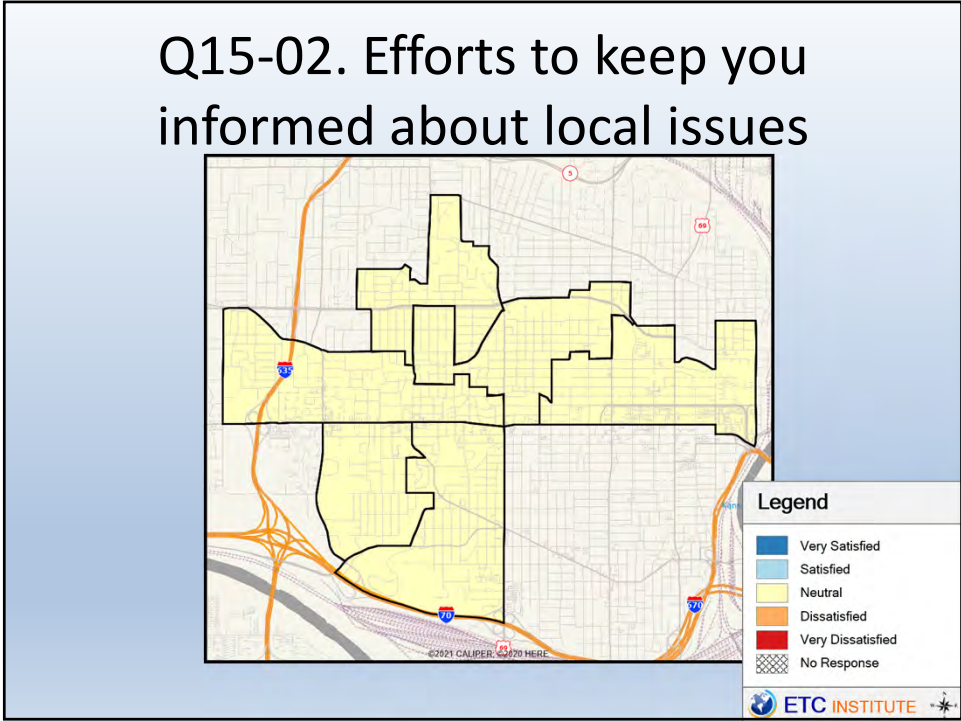 Q15-02. Efforts to keep you
informed about local issues
5
69
635
70
670
69
©2021 CALIPER; ©2020 HERE
Legend
Very Satisfied
Satisfied
Neutral
Dissatisfied
Very Dissatisfied
No Response
ETC INSTITUTE